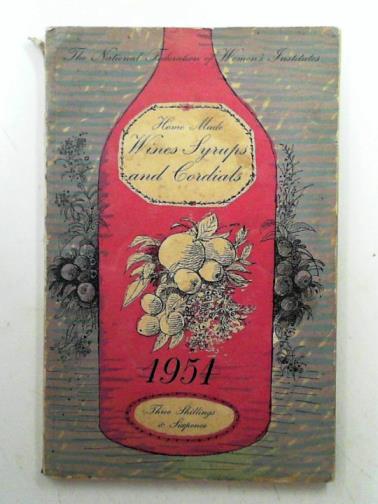 The National Federation of Women's Institutes
Home Made
Wines Syrups
and Cordials
1951
Three Shillings
& Sixpence